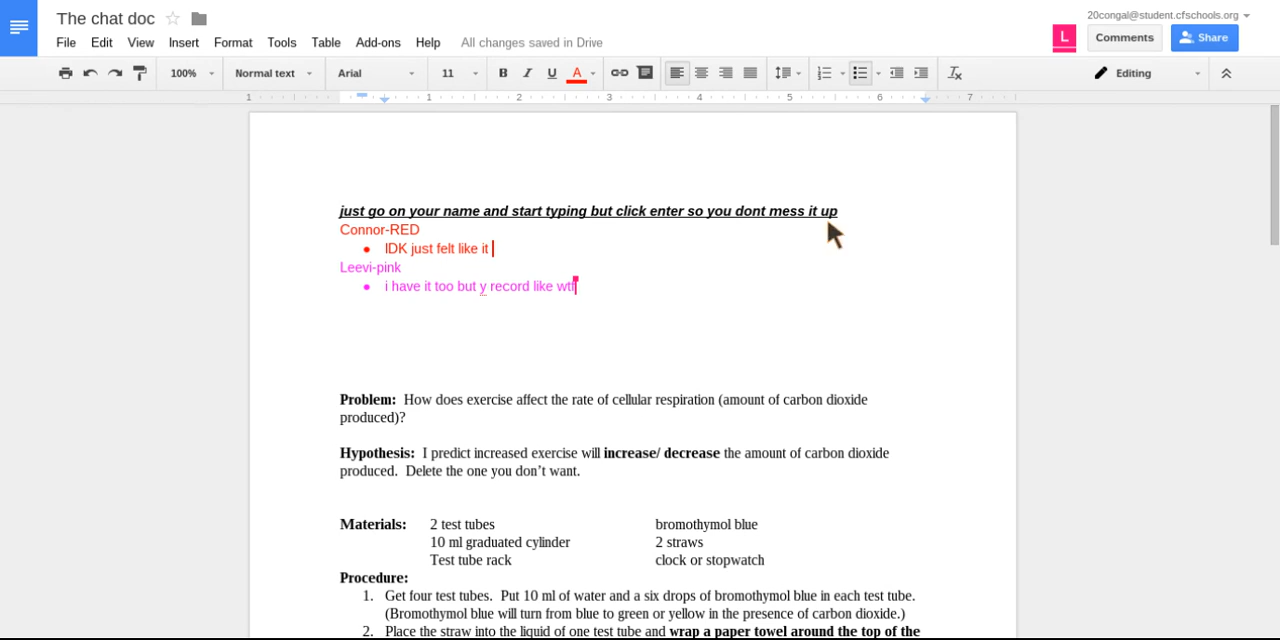 The chat doc
20congal@student.cfschools.org
File Edit View Insert Format Tools Table Add-ons Help All changes saved in Drive
L Comments Share
100% Normal text Arial 11 B I U A Editing
1 1 2 3 4 5 6 7
just go on your name and start typing but click enter so you dont mess it up
Connor-RED
● IDK just felt like it
Leevi-pink
● i have it too but y record like wtf
Problem: How does exercise affect the rate of cellular respiration (amount of carbon dioxide
produced)?
Hypothesis: I predict increased exercise will increase/ decrease the amount of carbon dioxide
produced. Delete the one you don't want.
Materials: 2 test tubes bromothymol blue
10 ml graduated cylinder 2 straws
Test tube rack clock or stopwatch
Procedure:
1. Get four test tubes. Put 10 ml of water and a six drops of bromothymol blue in each test tube.
(Bromothymol blue will turn from blue to green or yellow in the presence of carbon dioxide.)
2. Place the straw into the liquid of one test tube and wrap a paper towel around the top of the